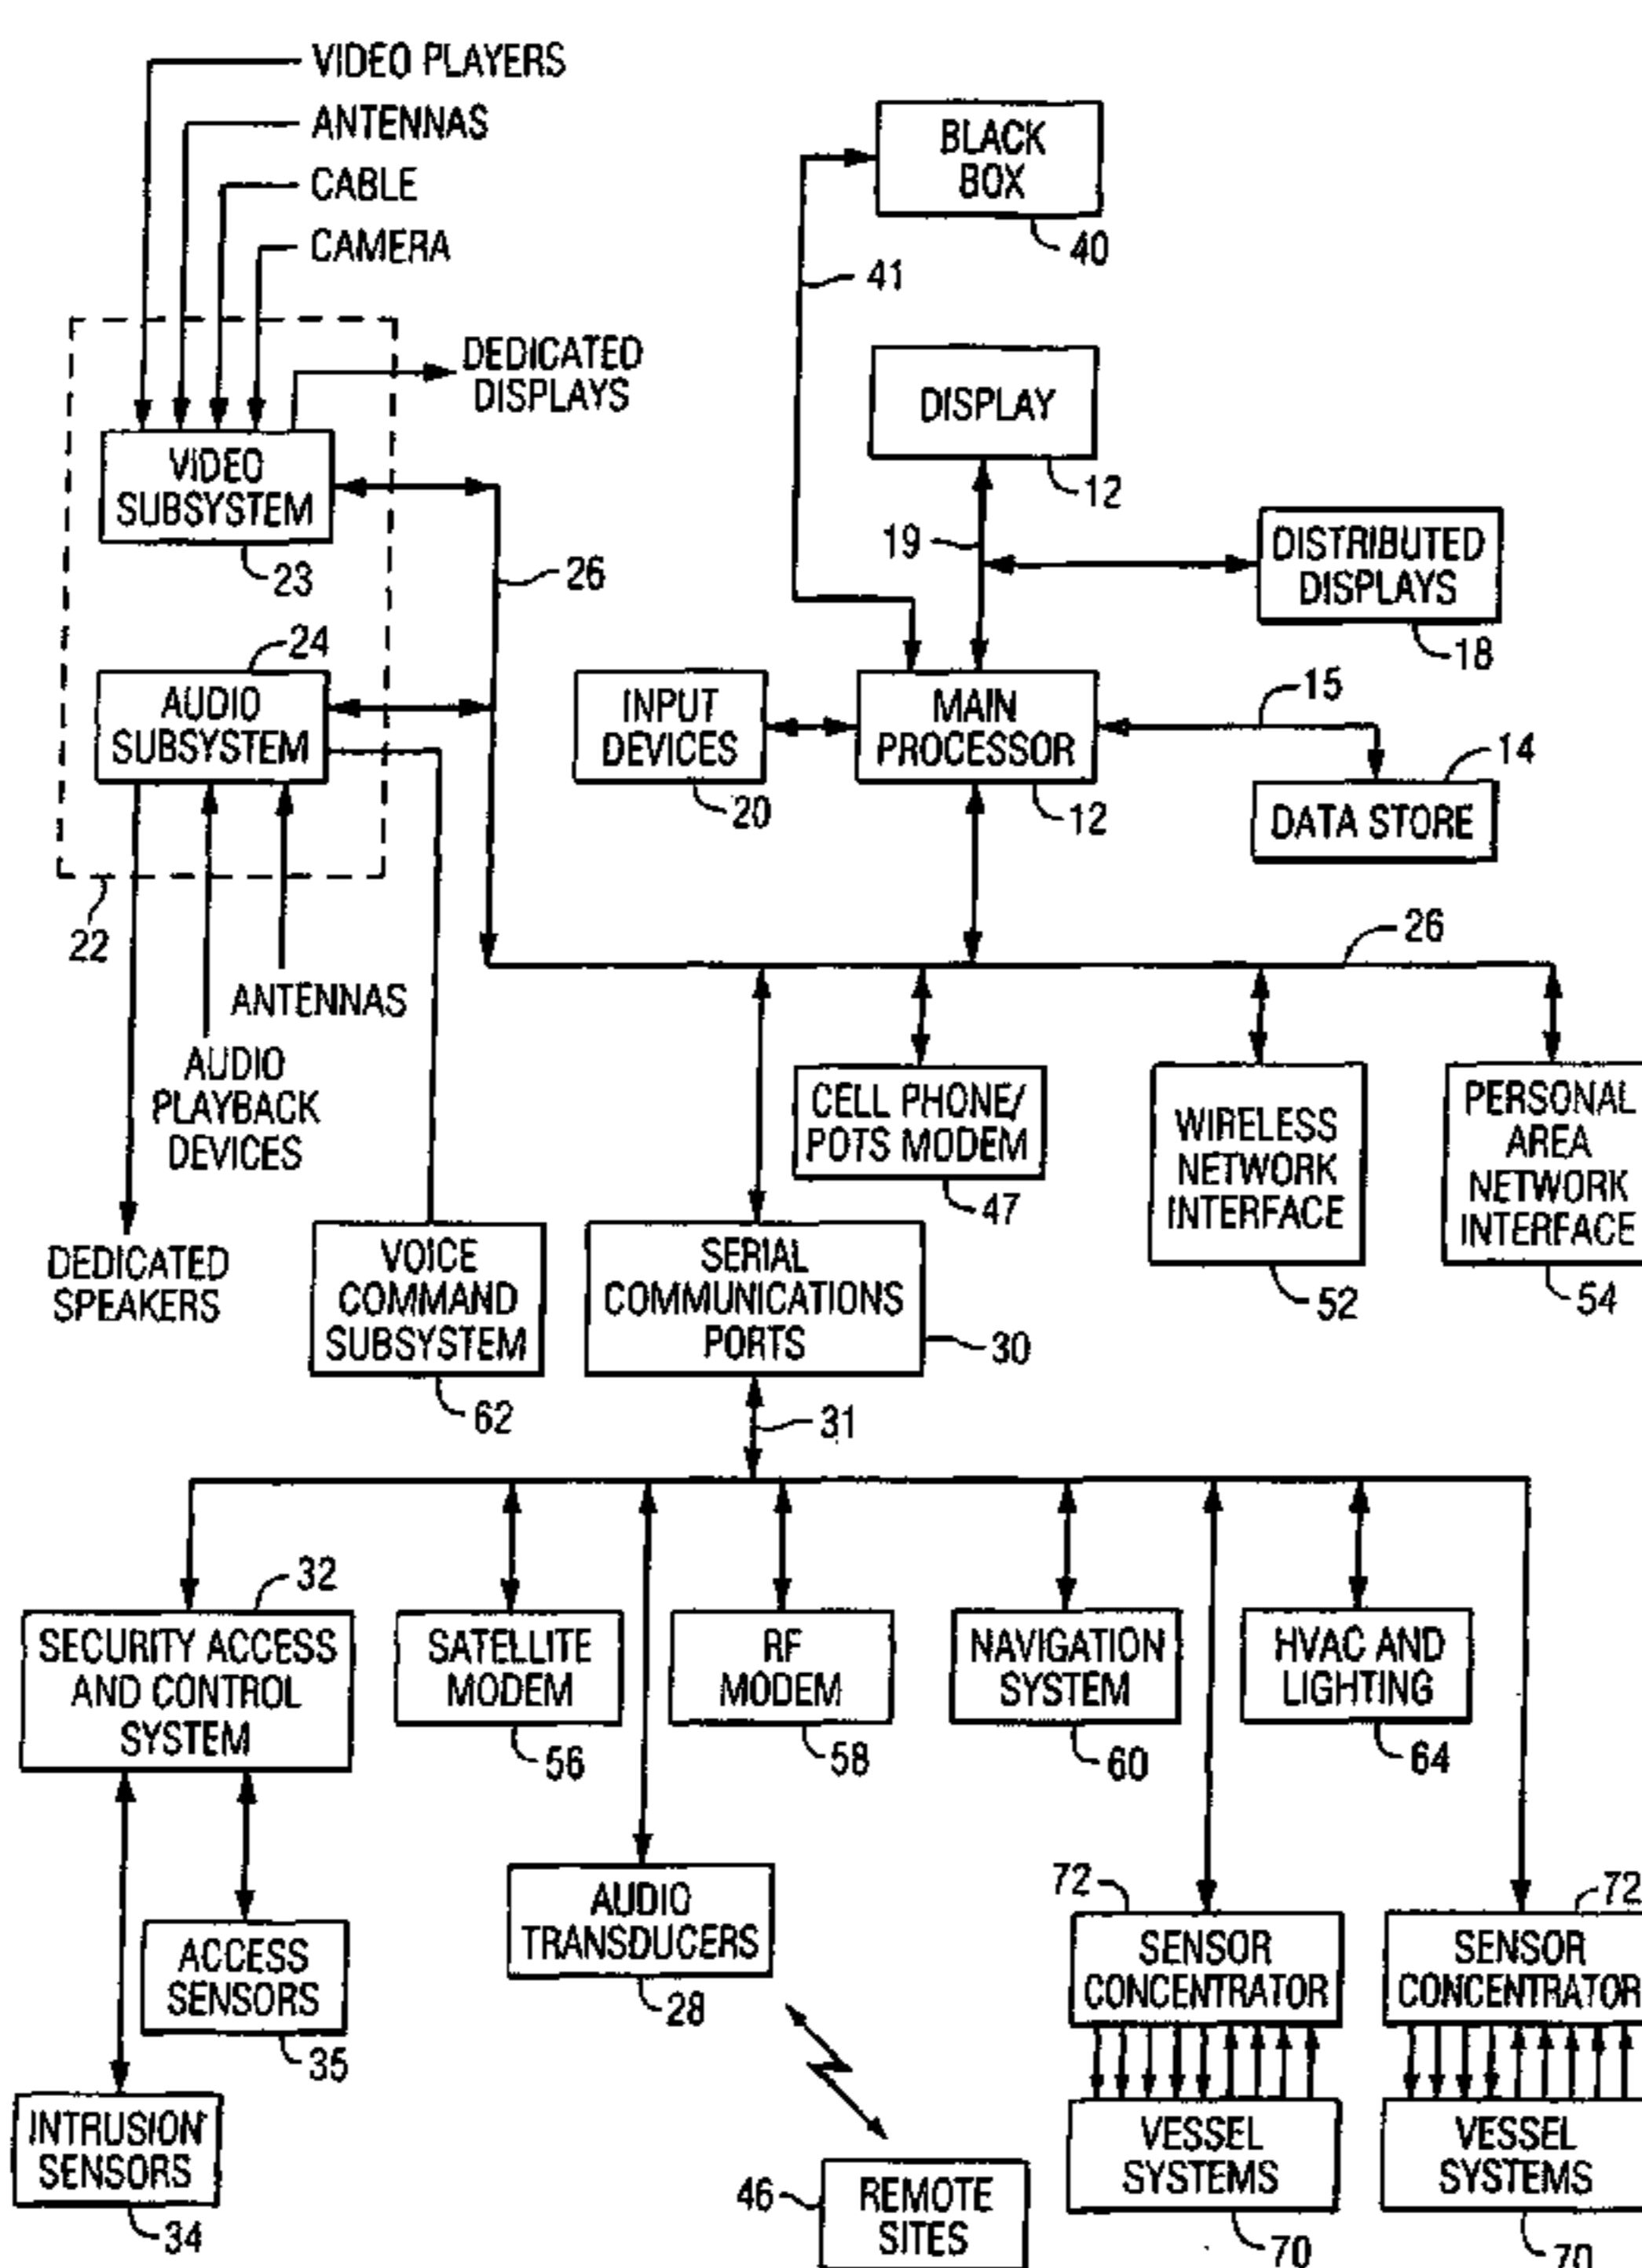 VIDEO PLAYERS
ANTENNAS
CABLE
CAMERA
BLACK
BOX
40
41
DEDICATED
DISPLAYS
DISPLAY
12
VIDEO
SUBSYSTEM
23
26
19
DISTRIBUTED
DISPLAYS
18
24
AUDIO
SUBSYSTEM
INPUT
DEVICES
20
MAIN
PROCESSOR
12
15
14
DATA STORE
22
26
ANTENNAS
AUDIO
PLAYBACK
DEVICES
DEDICATED
SPEAKERS
CELL PHONE/
POTS MODEM
47
WIRELESS
NETWORK
INTERFACE
52
PERSONAL
AREA
NETWORK
INTERFACE
54
VOICE
COMMAND
SUBSYSTEM
62
SERIAL
COMMUNICATIONS
PORTS
30
31
32
SECURITY ACCESS
AND CONTROL
SYSTEM
SATELLITE
MODEM
56
RF
MODEM
58
NAVIGATION
SYSTEM
60
HVAC AND
LIGHTING
64
AUDIO
TRANSDUCERS
28
ACCESS
SENSORS
35
INTRUSION
SENSORS
34
72
SENSOR
CONCENTRATOR
72
SENSOR
CONCENTRATOR
VESSEL
SYSTEMS
70
VESSEL
SYSTEMS
70
46
REMOTE
SITES